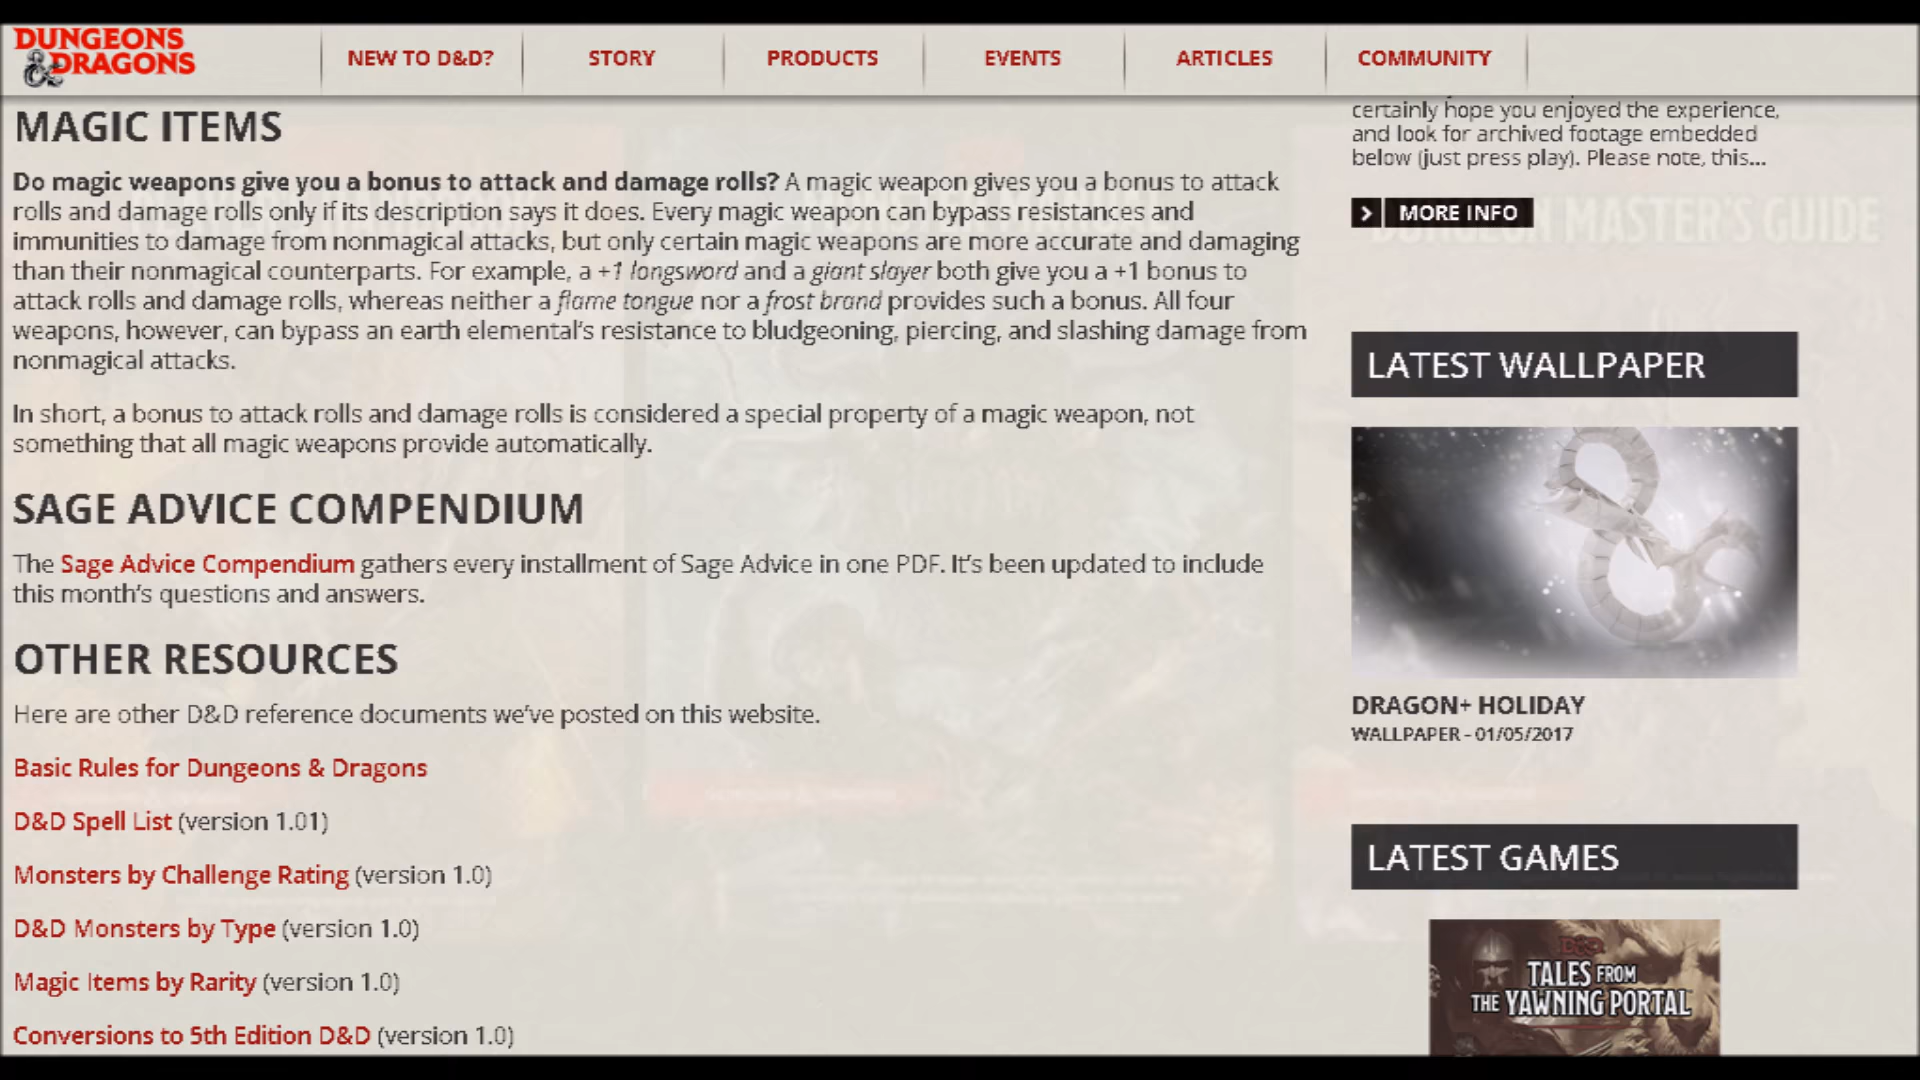 DUNGEONS
& DRAGONS
NEW TO D&D?
STORY
PRODUCTS
EVENTS
ARTICLES
COMMUNITY
MAGIC ITEMS
Do magic weapons give you a bonus to attack and damage rolls? A magic weapon gives you a bonus to attack
rolls and damage rolls only if its description says it does. Every magic weapon can bypass resistances and
immunities to damage from nonmagical attacks, but only certain magic weapons are more accurate and damaging
than their nonmagical counterparts. For example, a +1 longsword and a giant slayer both give you a +1 bonus to
attack rolls and damage rolls, whereas neither a flame tongue nor a frost brand provides such a bonus. All four
weapons, however, can bypass an earth elemental's resistance to bludgeoning, piercing, and slashing damage from
nonmagical attacks.
In short, a bonus to attack rolls and damage rolls is considered a special property of a magic weapon, not
something that all magic weapons provide automatically.
SAGE ADVICE COMPENDIUM
The Sage Advice Compendium gathers every installment of Sage Advice in one PDF. It's been updated to include
this month's questions and answers.
OTHER RESOURCES
Here are other D&D reference documents we've posted on this website.
Basic Rules for Dungeons & Dragons
D&D Spell List (version 1.01)
Monsters by Challenge Rating (version 1.0)
D&D Monsters by Type (version 1.0)
Magic Items by Rarity (version 1.0)
Conversions to 5th Edition D&D (version 1.0)
certainly hope you enjoyed the experience,
and look for archived footage embedded
below (just press play). Please note, this...
> MORE INFO
MASTER'S GUIDE
LATEST WALLPAPER
DRAGON+ HOLIDAY
WALLPAPER - 01/05/2017
LATEST GAMES
D&D
TALES FROM
THE YAWNING PORTAL